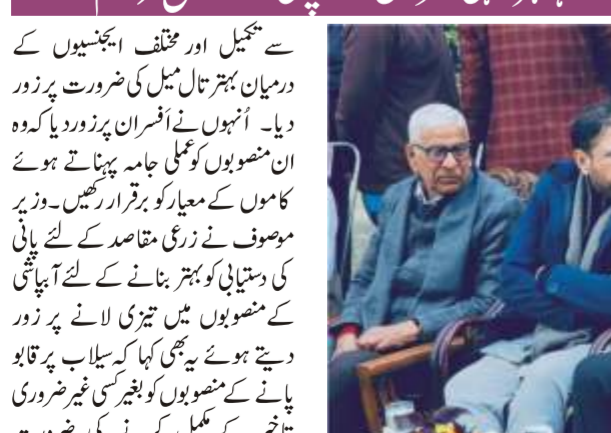 سے تکمیل اور مختلف ایجنسیوں کے
درمیان بہتر تال میل کی ضرورت پر زور
دیا۔ اُنہوں نے اَفسران پر زور دیا کہ وہ
ان منصوبوں کو عملی جامہ پہناتے ہوئے
کاموں کے معیار کو برقرار رکھیں۔ وزیر
موصوف نے زرعی مقاصد کے لئے پانی
کی دستیابی کو بہتر بنانے کے لئے آبپاشی
کے منصوبوں میں تیزی لانے پر زور
دیتے ہوئے یہ بھی کہا کہ سیلاب پر قابو
پانے کے منصوبوں کو بغیر کسی غیر ضروری